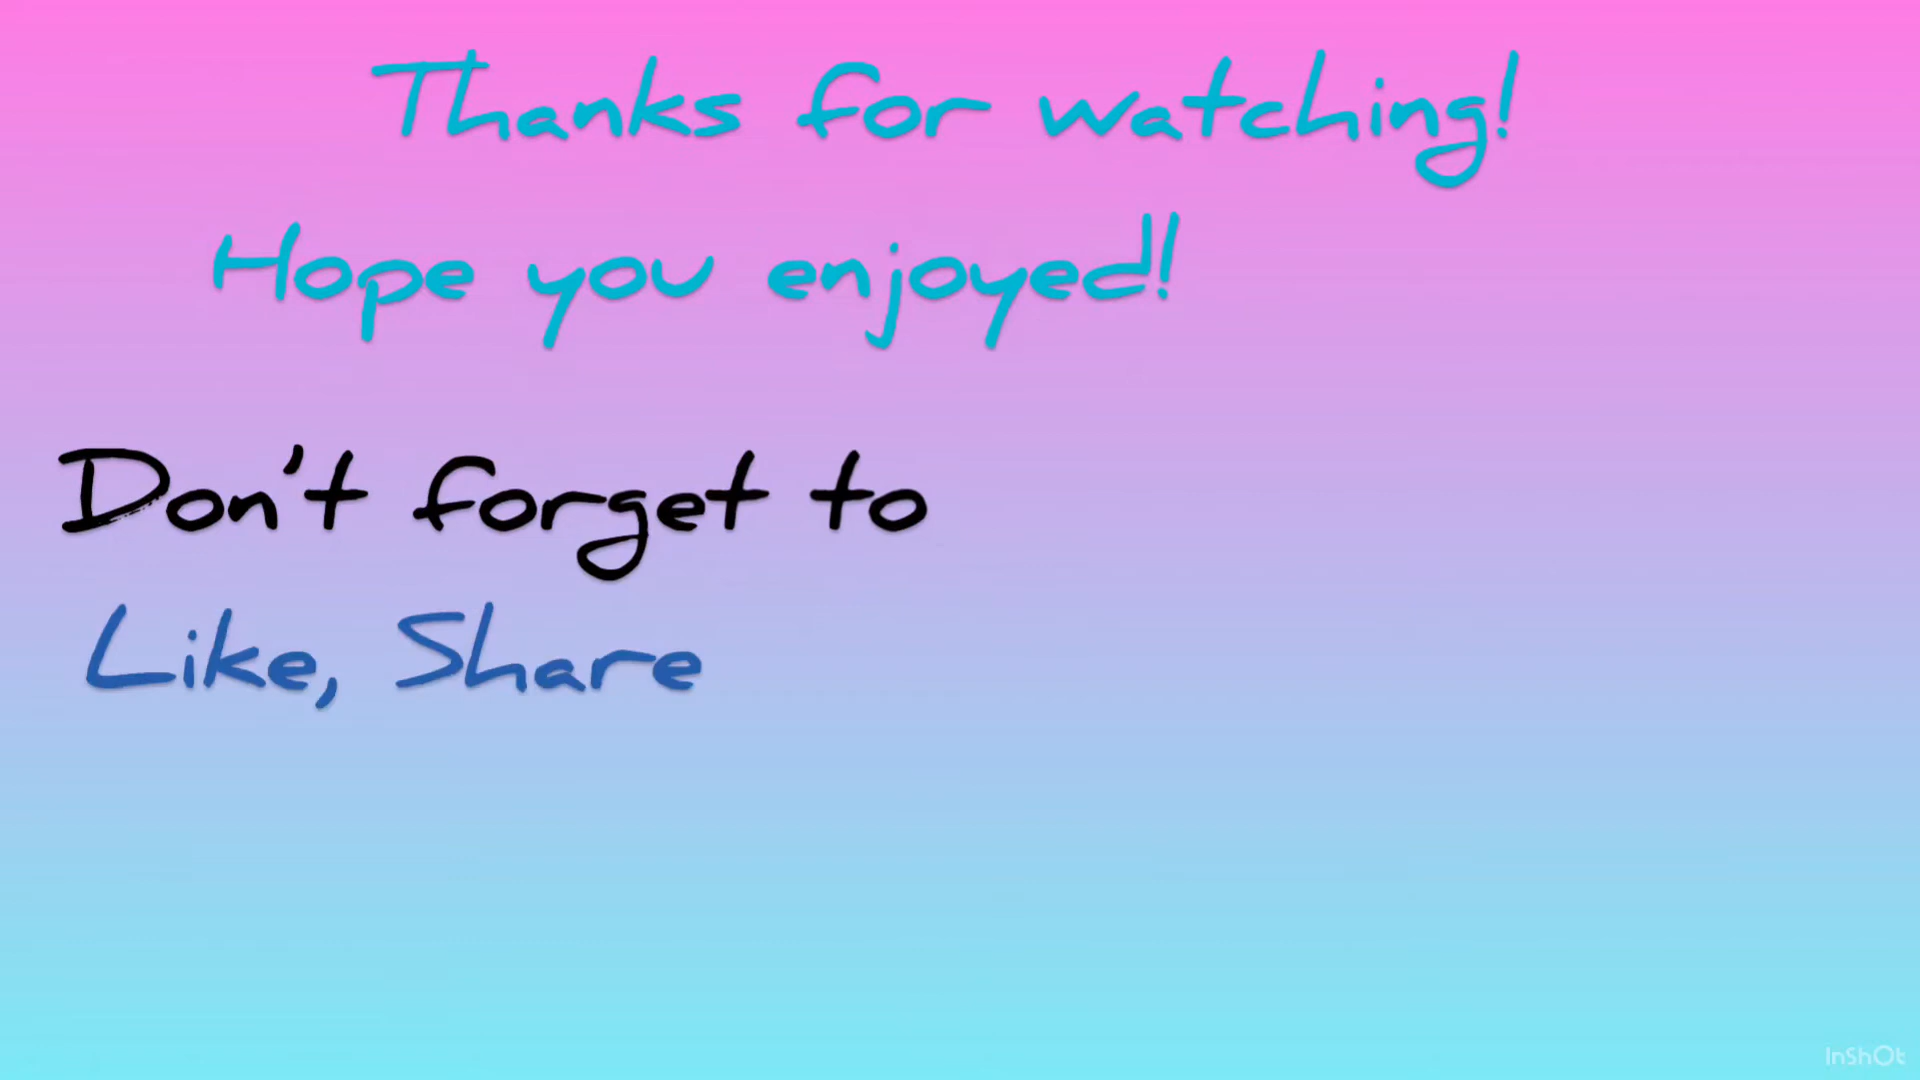 Thanks for watching!
Hope you enjoyed!
Don't forget to
Like, Share
InShOt